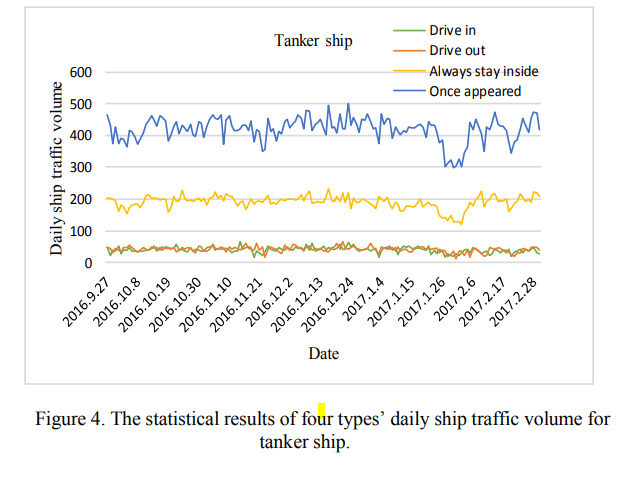 Tanker ship
Drive in
Drive out
Always stay inside
Once appeared
Daily ship traffic volume
600
500
400
300
200
100
0
2016.9.27
2016.10.8
2016.10.19
2016.10.30
2016.11.10
2016.11.21
2016.12.2
2016.12.13
2016.12.24
2017.1.4
2017.1.15
2017.1.26
2017.2.6
2017.2.17
2017.2.28
Date
Figure 4. The statistical results of four types’ daily ship traffic volume for
tanker ship.